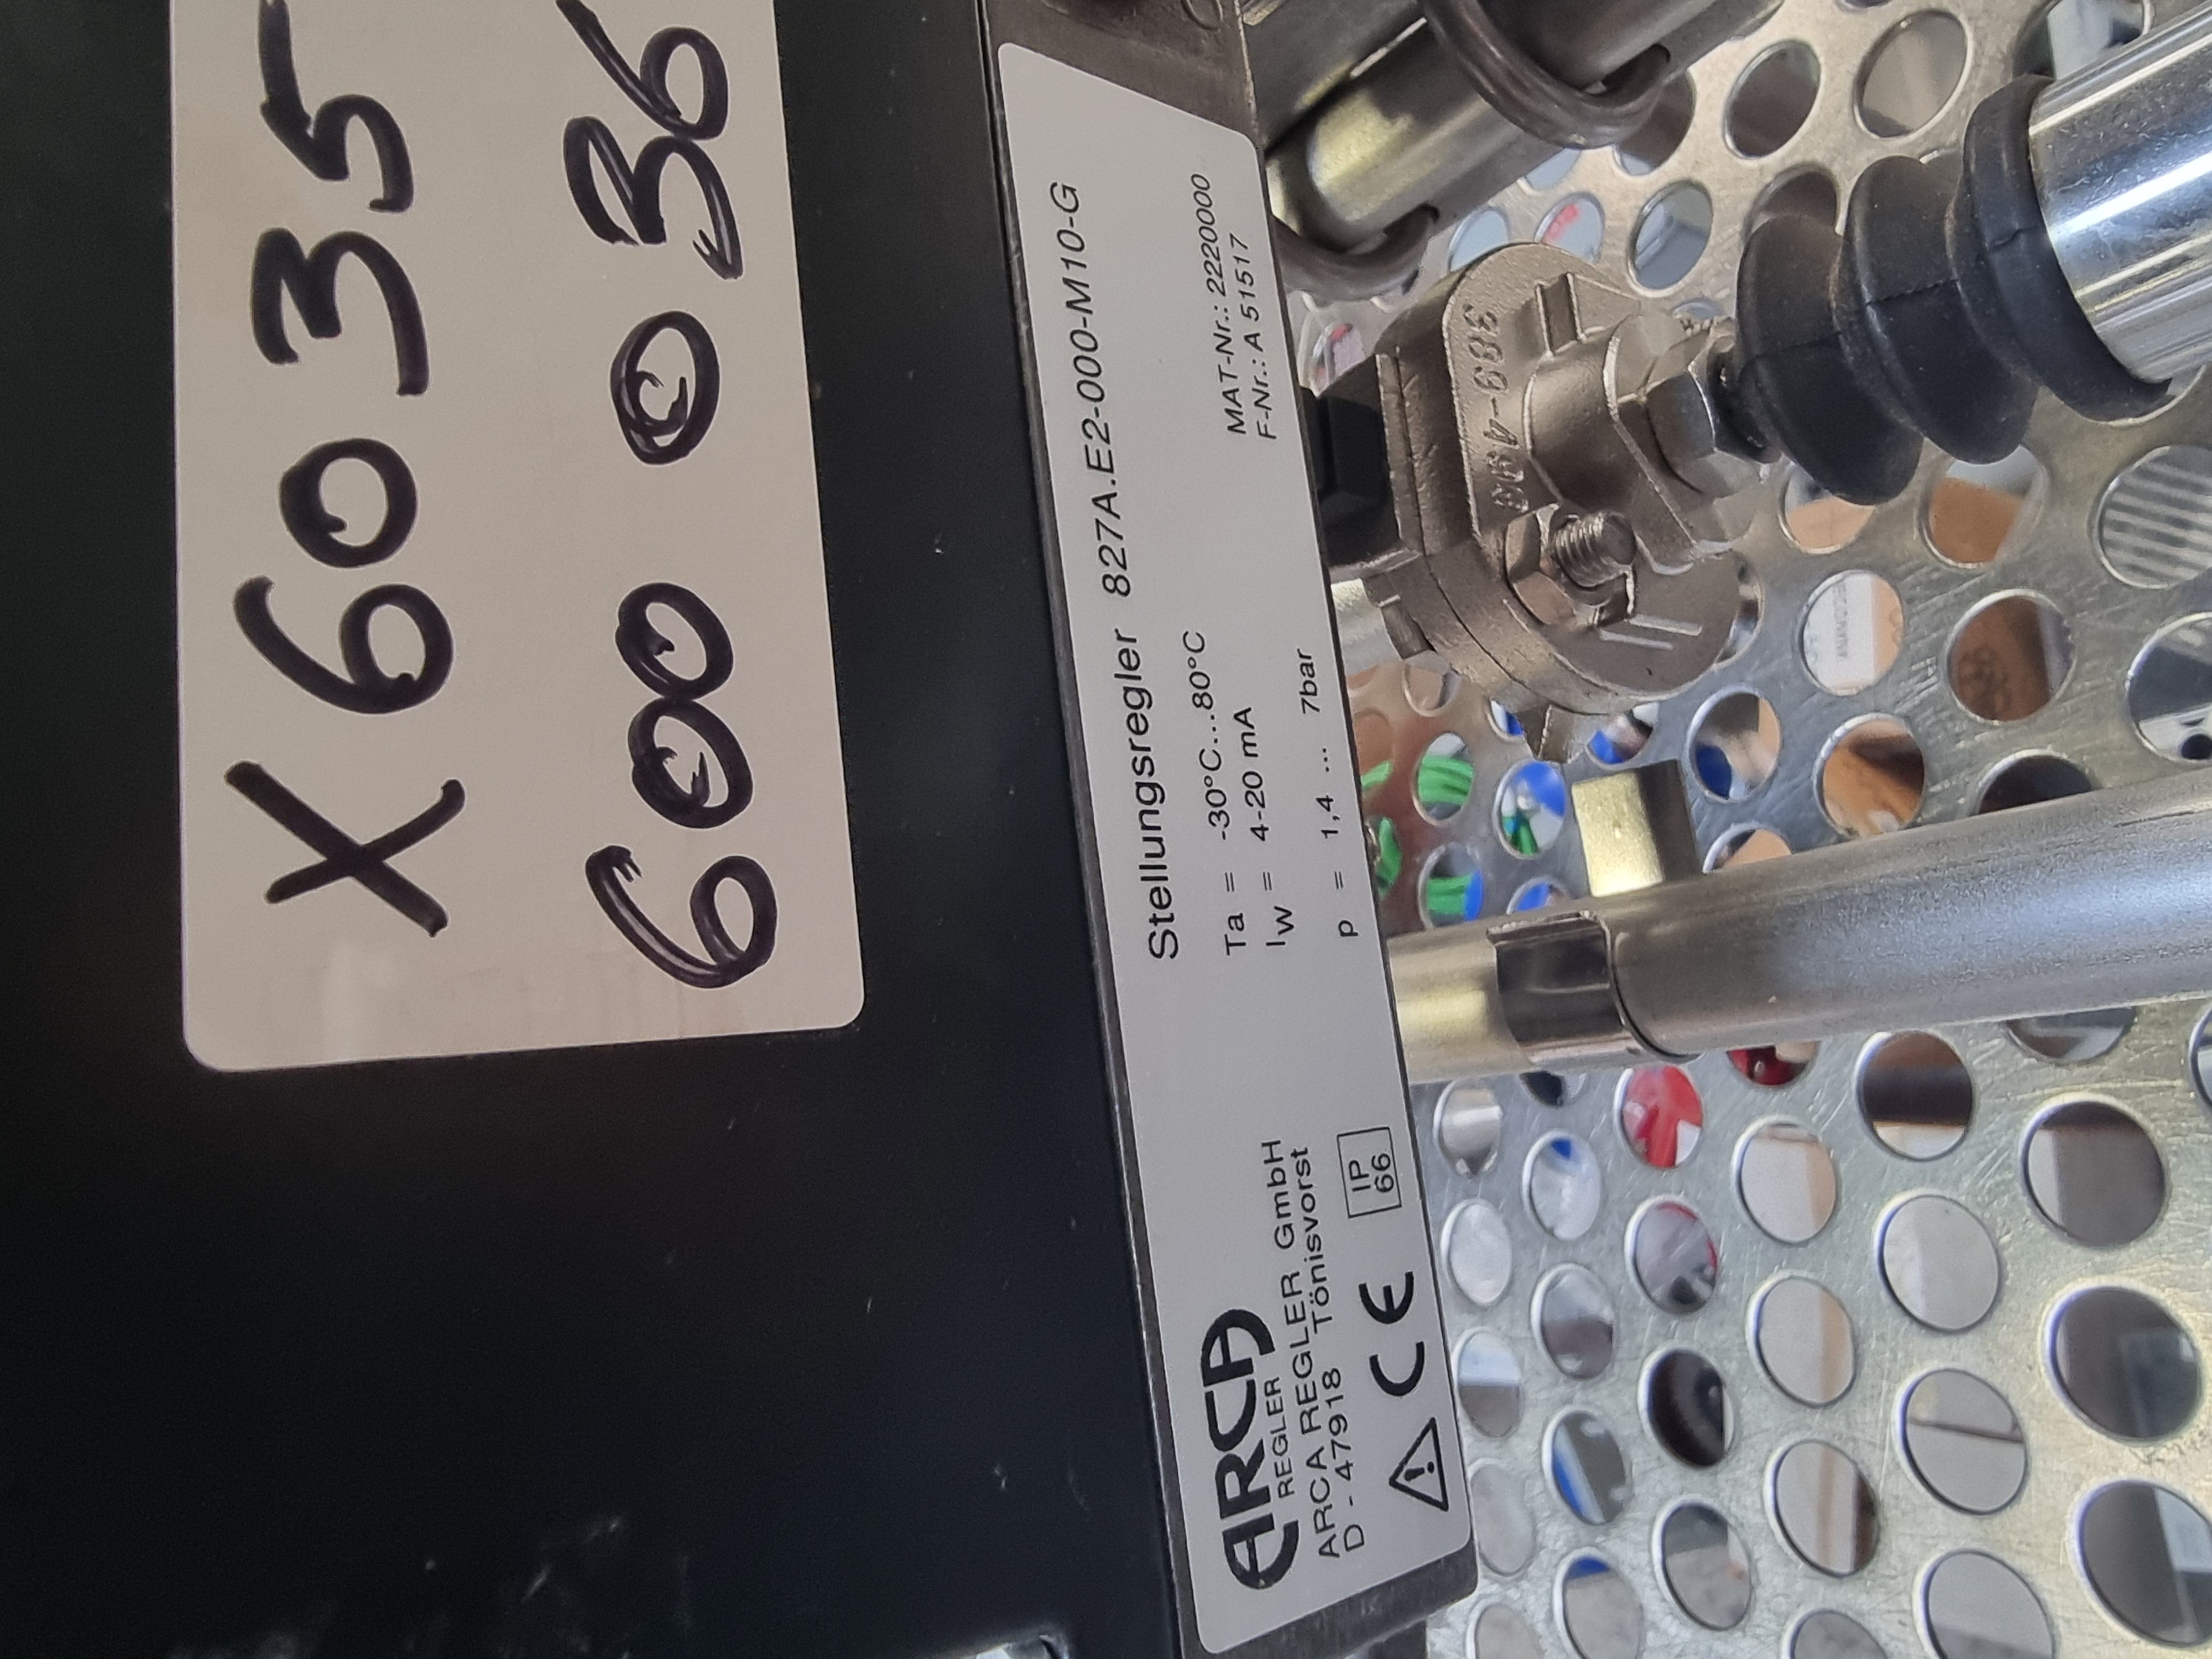 X6035
600036
Stellungsregler 827A.E2-000-M10-G
Ta = -30°C...80°C
Iw = 4-20 mA
p = 1,4 ... 7bar
MAT-Nr.: 2220000
F-Nr.: A 51517
ARCA
REGLER
ARCA REGLER GmbH
D - 47918 Tönisvorst
CE
IP
66